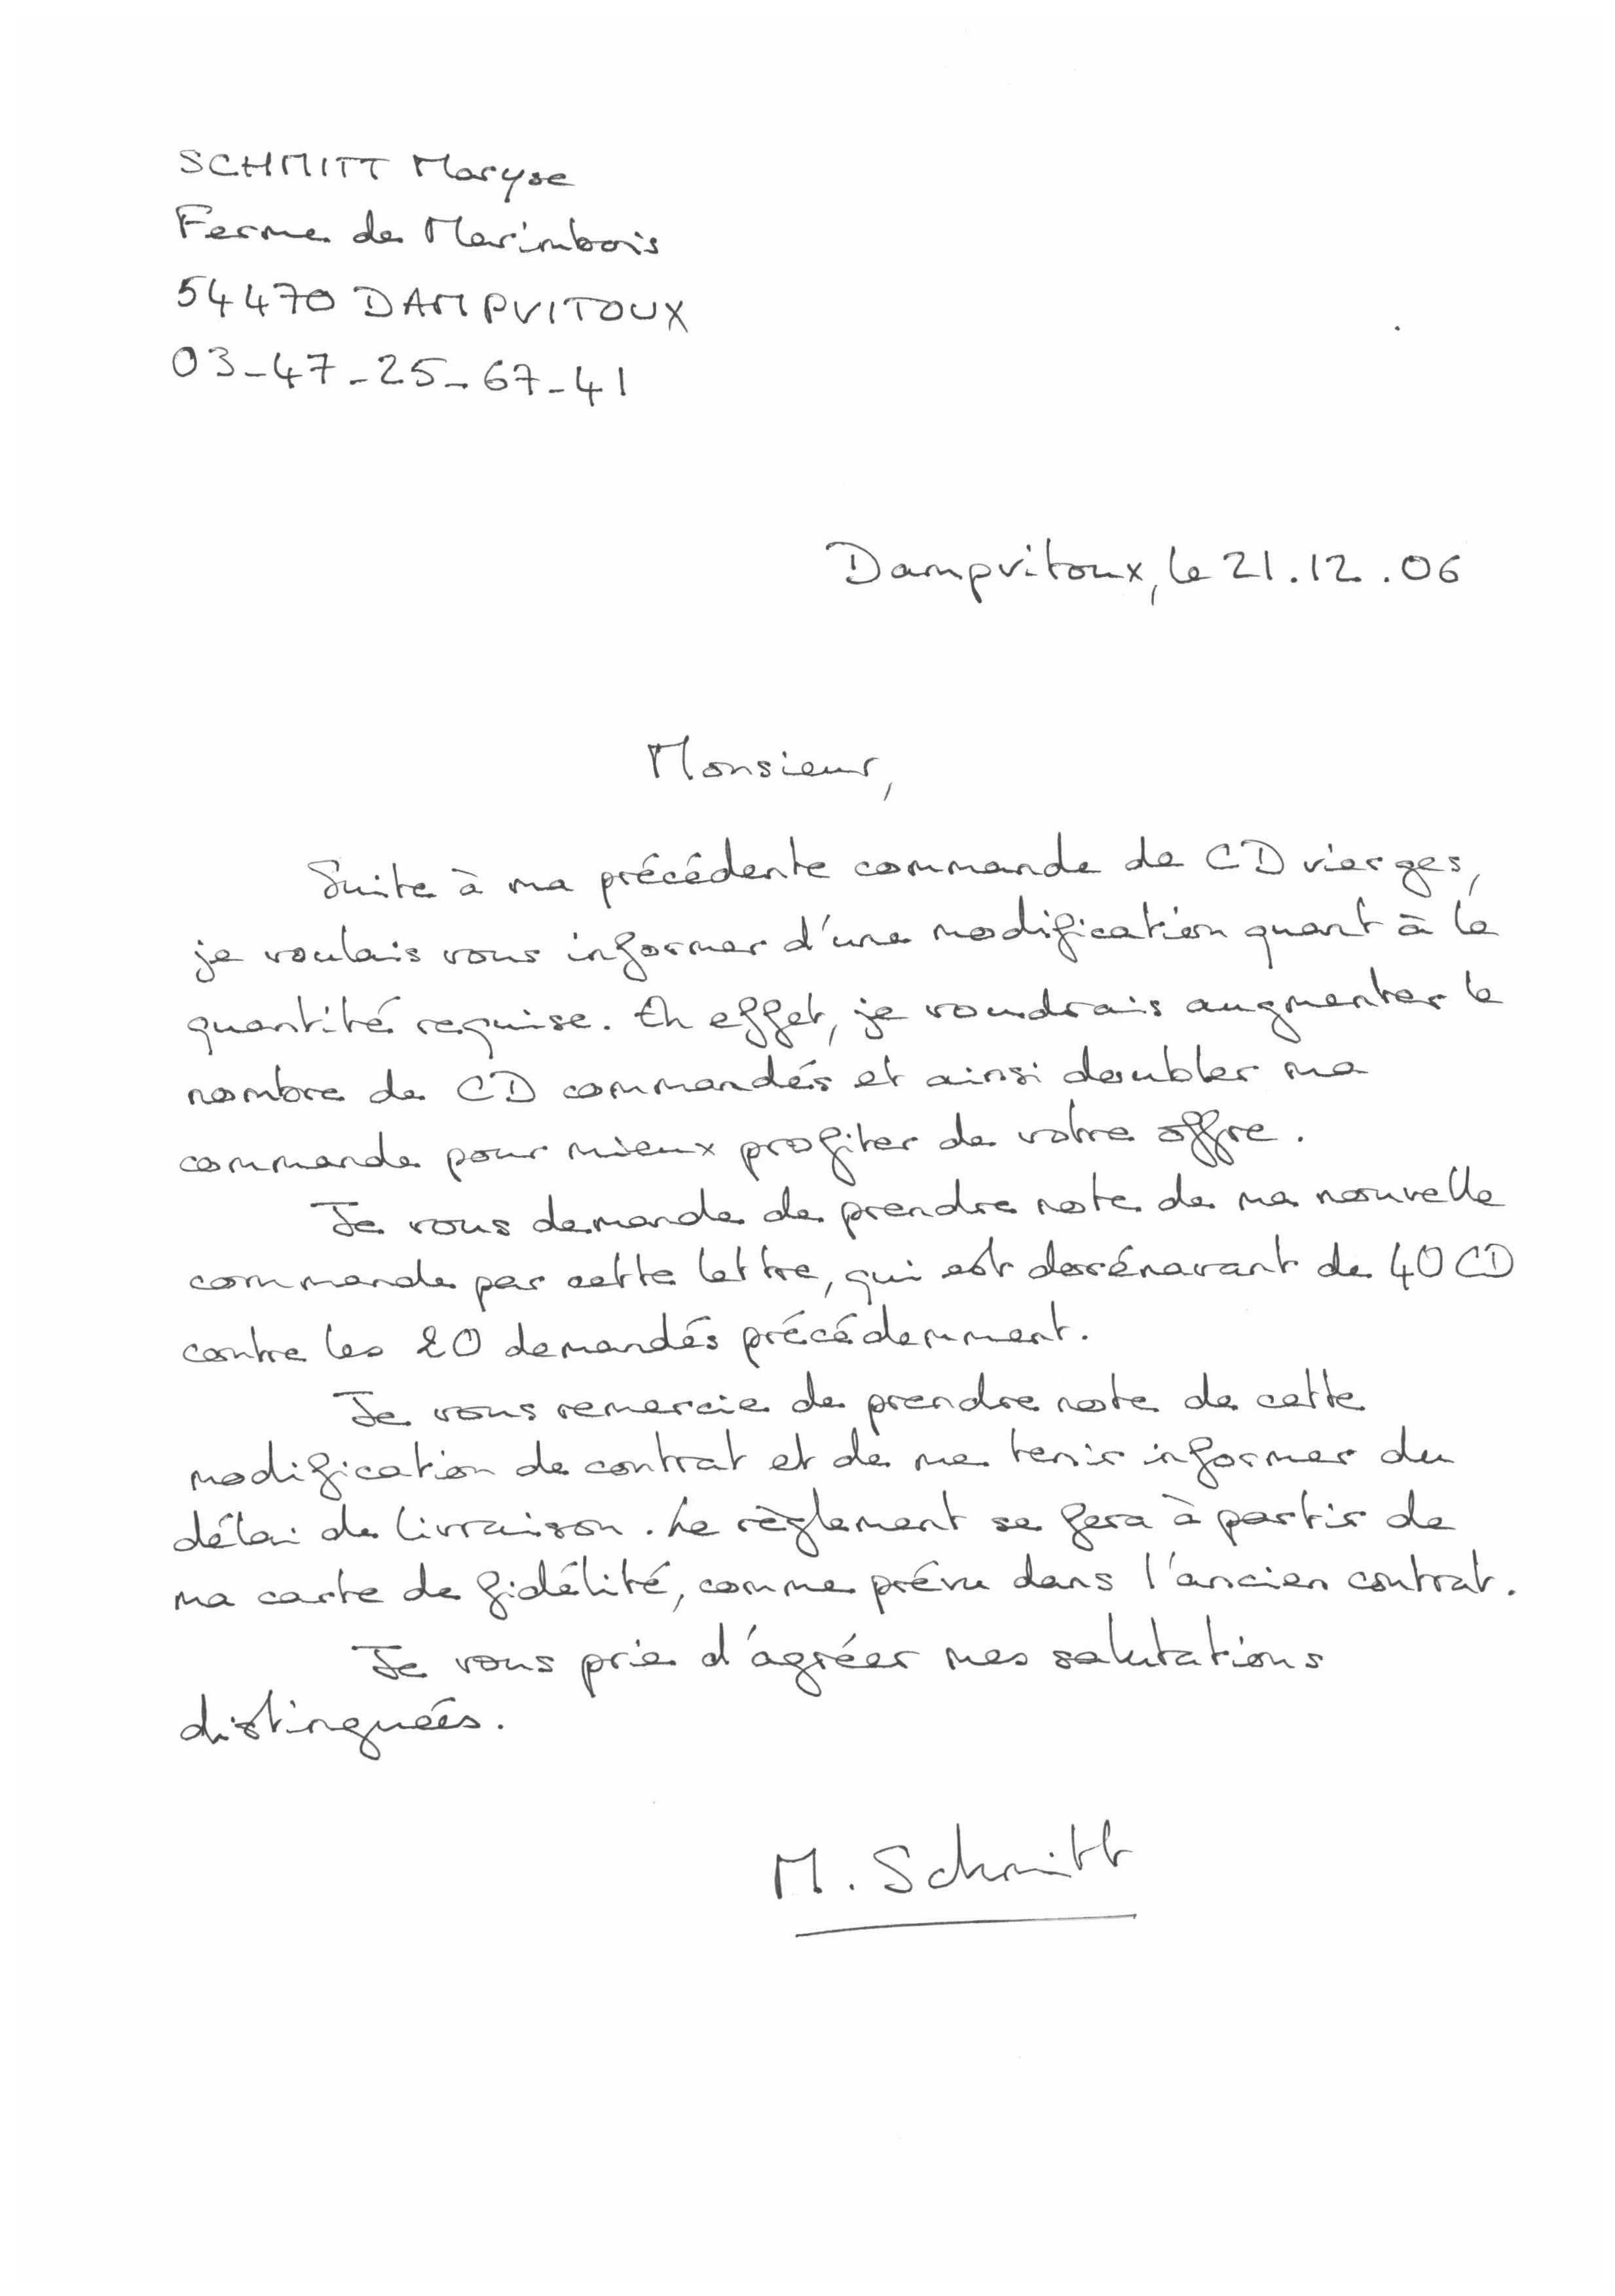 SCHMITT Maryse
Ferme de Marimbois
54470 DAMPVITOUX
03-47-25-67-41
Dampvitoux, le 21.12.06
Monsieur,
Suite à ma précédente commande de CD vierges,
je voulais vous informer d'une modification quant à la
quantité requise. En effet, je voudrais augmenter le
nombre de CD commandés et ainsi doubler ma
commande pour mieux profiter de votre offre.
Je vous demande de prendre note de ma nouvelle
commande par cette lettre, qui est dorénavant de 40 CD
contre les 20 demandés précédemment.
Je vous remercie de prendre note de cette
modification de contrat et de me tenir informer du
délai de livraison. Le règlement se fera à partir de
ma carte de fidélité, comme prévu dans l'ancien contrat.
Je vous prie d'agréer mes salutations
distinguées.
M. Schmitt